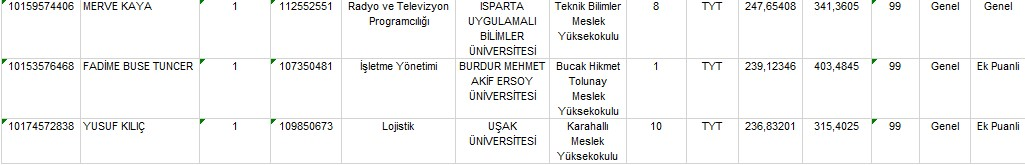 10159574406 MERVE KAYA 1 112552551 Radyo ve Televizyon Programcılığı ISPARTA UYGULAMALI BİLİMLER ÜNİVERSİTESİ Teknik Bilimler Meslek Yüksekokulu 8 TYT 247,65408 341,3605 99 Genel Genel
10153576468 FADİME BUSE TUNCER 1 107350481 İşletme Yönetimi BURDUR MEHMET AKİF ERSOY ÜNİVERSİTESİ Bucak Hikmet Tolunay Meslek Yüksekokulu 1 TYT 239,12346 403,4845 99 Genel Ek Puanli
10174572838 YUSUF KILIÇ 1 109850673 Lojistik UŞAK ÜNİVERSİTESİ Karahallı Meslek Yüksekokulu 10 TYT 236,83201 315,4025 99 Genel Ek Puanli